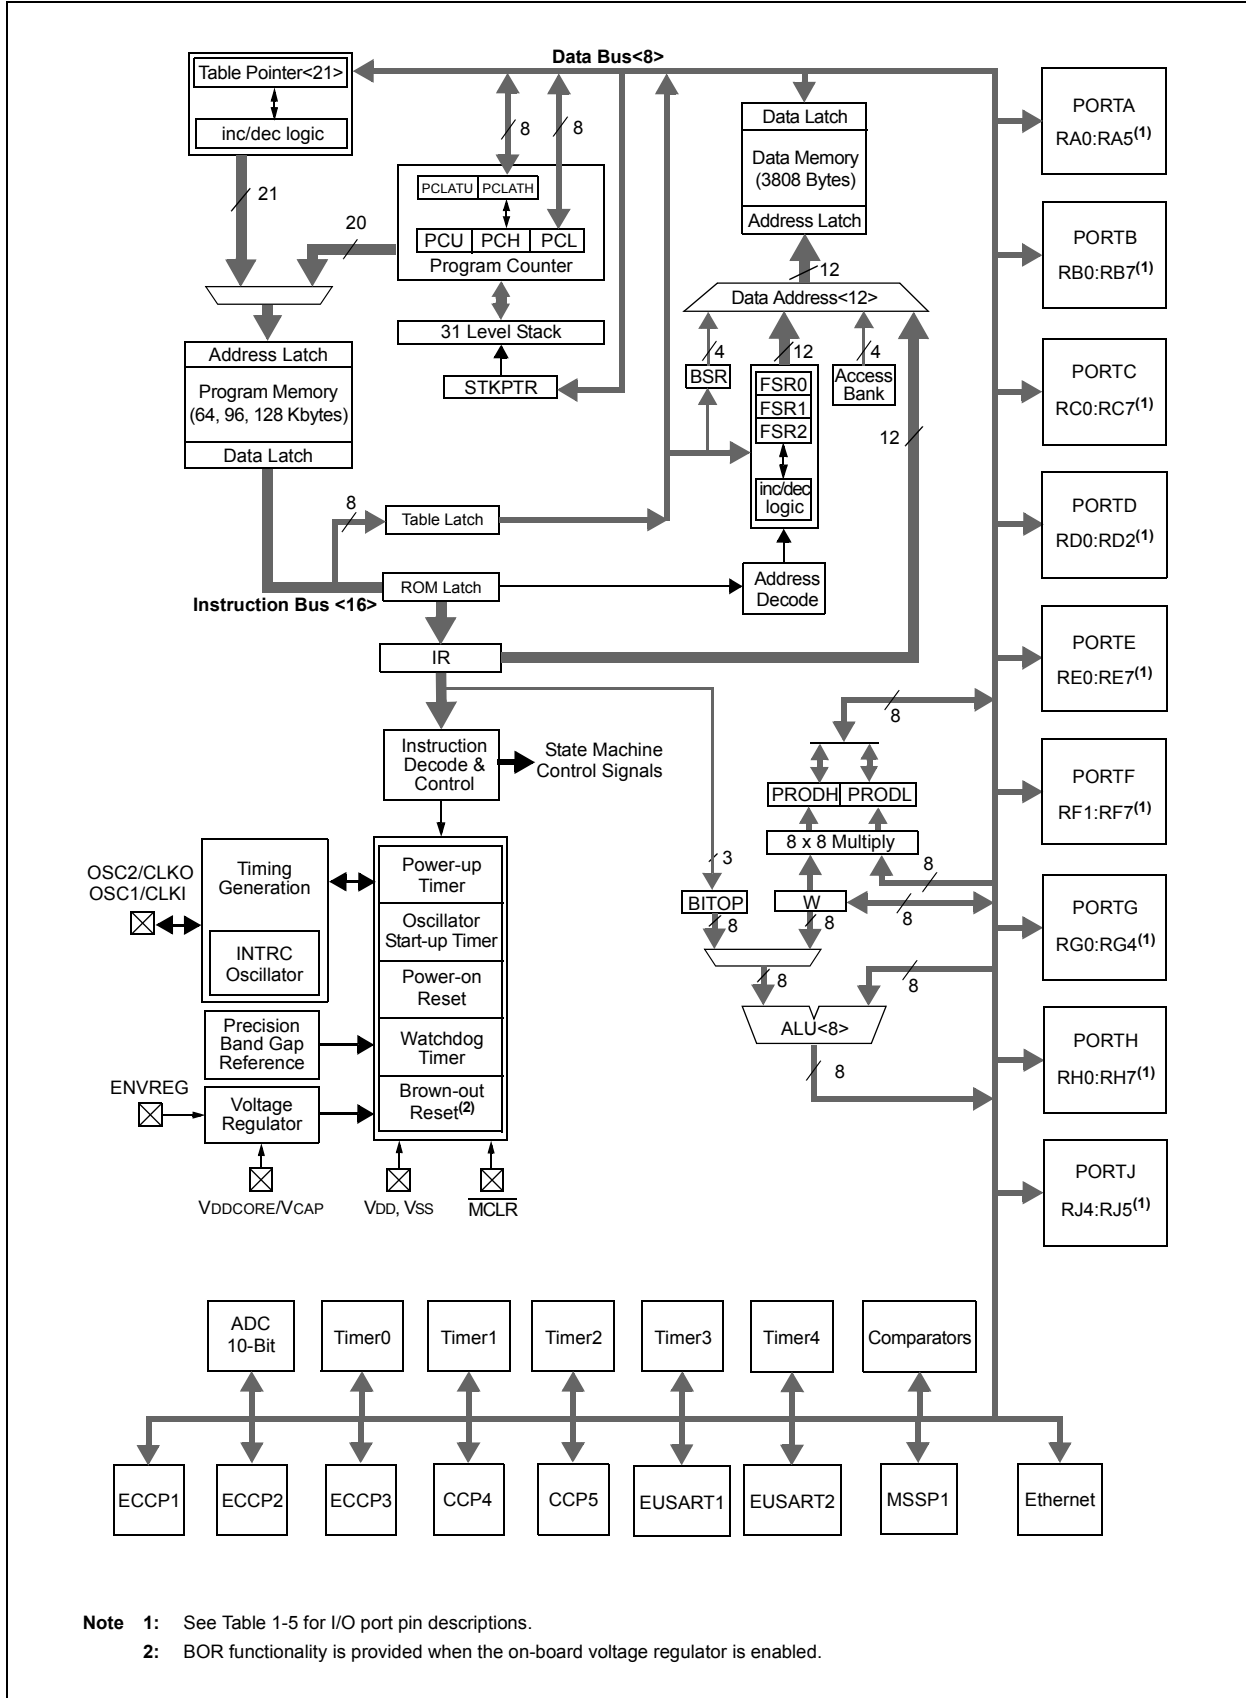 Data Bus<8>
Table Pointer<21>
inc/dec logic
21
20
8
8
PCLATU PCLATH
PCU PCH PCL
Program Counter
31 Level Stack
STKPTR
Data Latch
Data Memory
(3808 Bytes)
Address Latch
12
Data Address<12>
4
12
4
BSR
FSR0
FSR1
FSR2
inc/dec
logic
Access
Bank
12
Address Latch
Program Memory
(64, 96, 128 Kbytes)
Data Latch
8
Table Latch
ROM Latch
Instruction Bus <16>
Address
Decode
IR
Instruction
Decode &
Control
State Machine
Control Signals
8
PRODH PRODL
8 x 8 Multiply
3
8
BITOP
W
8
8
8
8
8
ALU<8>
8
OSC2/CLKO
OSC1/CLKI
Timing
Generation
INTRC
Oscillator
Power-up
Timer
Oscillator
Start-up Timer
Power-on
Reset
Watchdog
Timer
Brown-out
Reset(2)
Precision
Band Gap
Reference
ENVREG
Voltage
Regulator
VDDCORE/VCAP
VDD, VSS
MCLR
PORTA
RA0:RA5(1)
PORTB
RB0:RB7(1)
PORTC
RC0:RC7(1)
PORTD
RD0:RD2(1)
PORTE
RE0:RE7(1)
PORTF
RF1:RF7(1)
PORTG
RG0:RG4(1)
PORTH
RH0:RH7(1)
PORTJ
RJ4:RJ5(1)
ADC
10-Bit
Timer0
Timer1
Timer2
Timer3
Timer4
Comparators
ECCP1
ECCP2
ECCP3
CCP4
CCP5
EUSART1
EUSART2
MSSP1
Ethernet
Note 1: See Table 1-5 for I/O port pin descriptions.
2: BOR functionality is provided when the on-board voltage regulator is enabled.